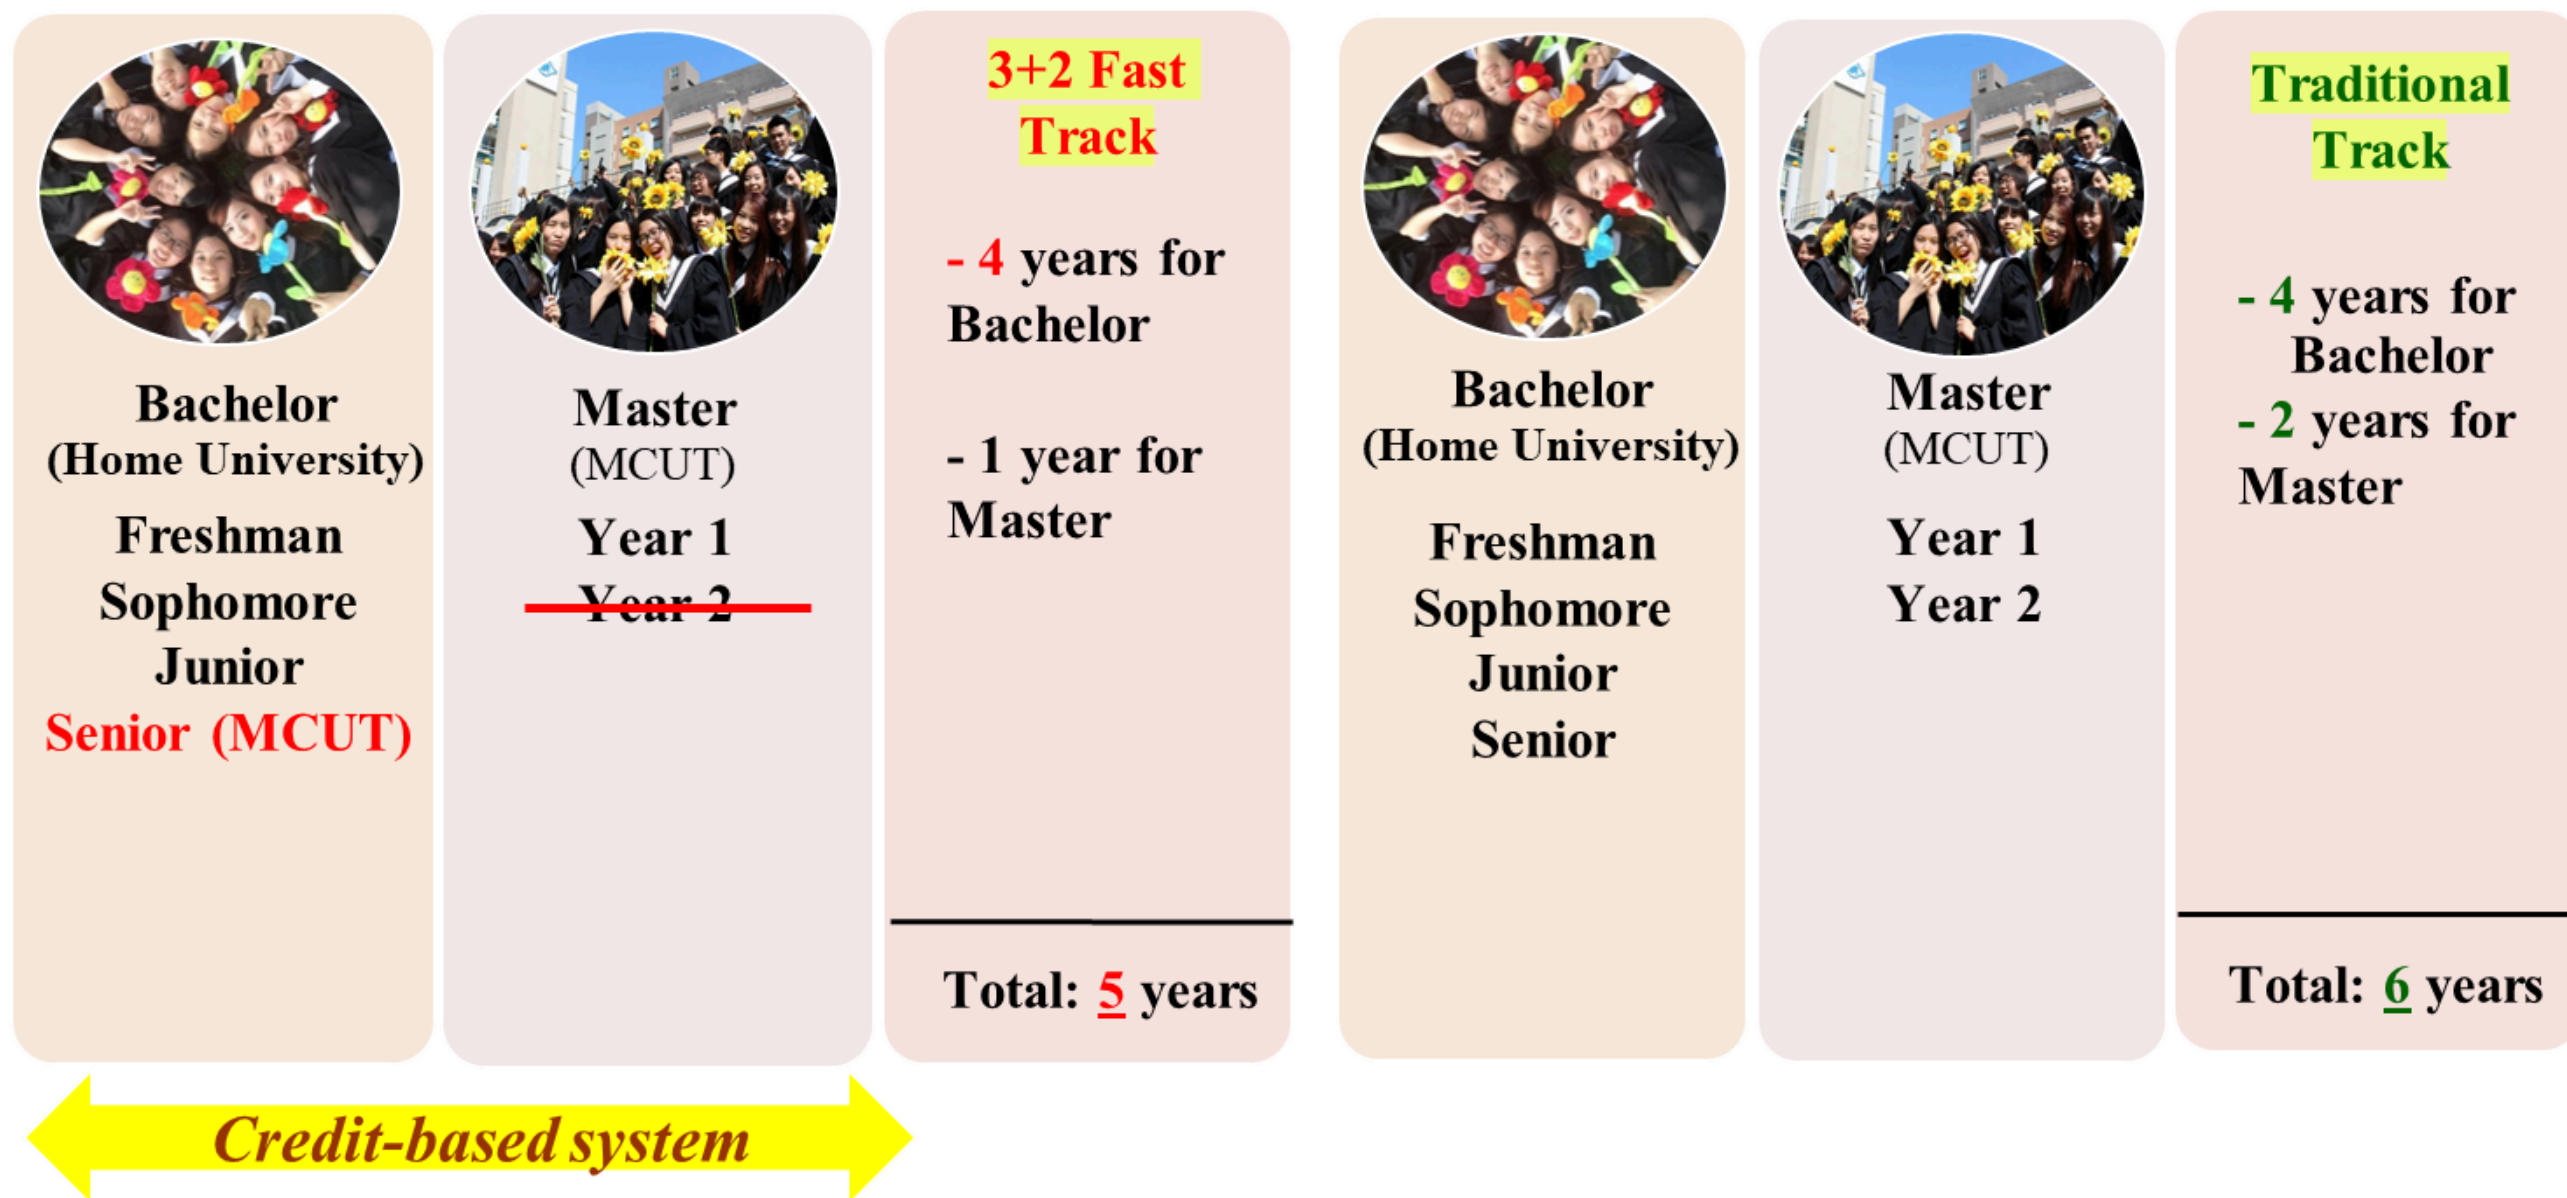 Bachelor
(Home University)
Freshman
Sophomore
Junior
Senior (MCUT)
Master
(MCUT)
Year 1
Year 2
3+2 Fast
Track
- 4 years for
Bachelor
- 1 year for
Master
Total: 5 years
Credit-based system
Bachelor
(Home University)
Freshman
Sophomore
Junior
Senior
Master
(MCUT)
Year 1
Year 2
Traditional
Track
- 4 years for
Bachelor
- 2 years for
Master
Total: 6 years